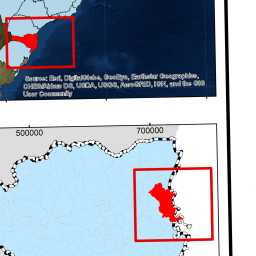 Source: Esri, DigitalGlobe, GeoEye, Earthstar Geographics,
CNES/Airbus DS, USDA, USGS, AeroGRID, IGN, and the GIS
User Community
500000 700000